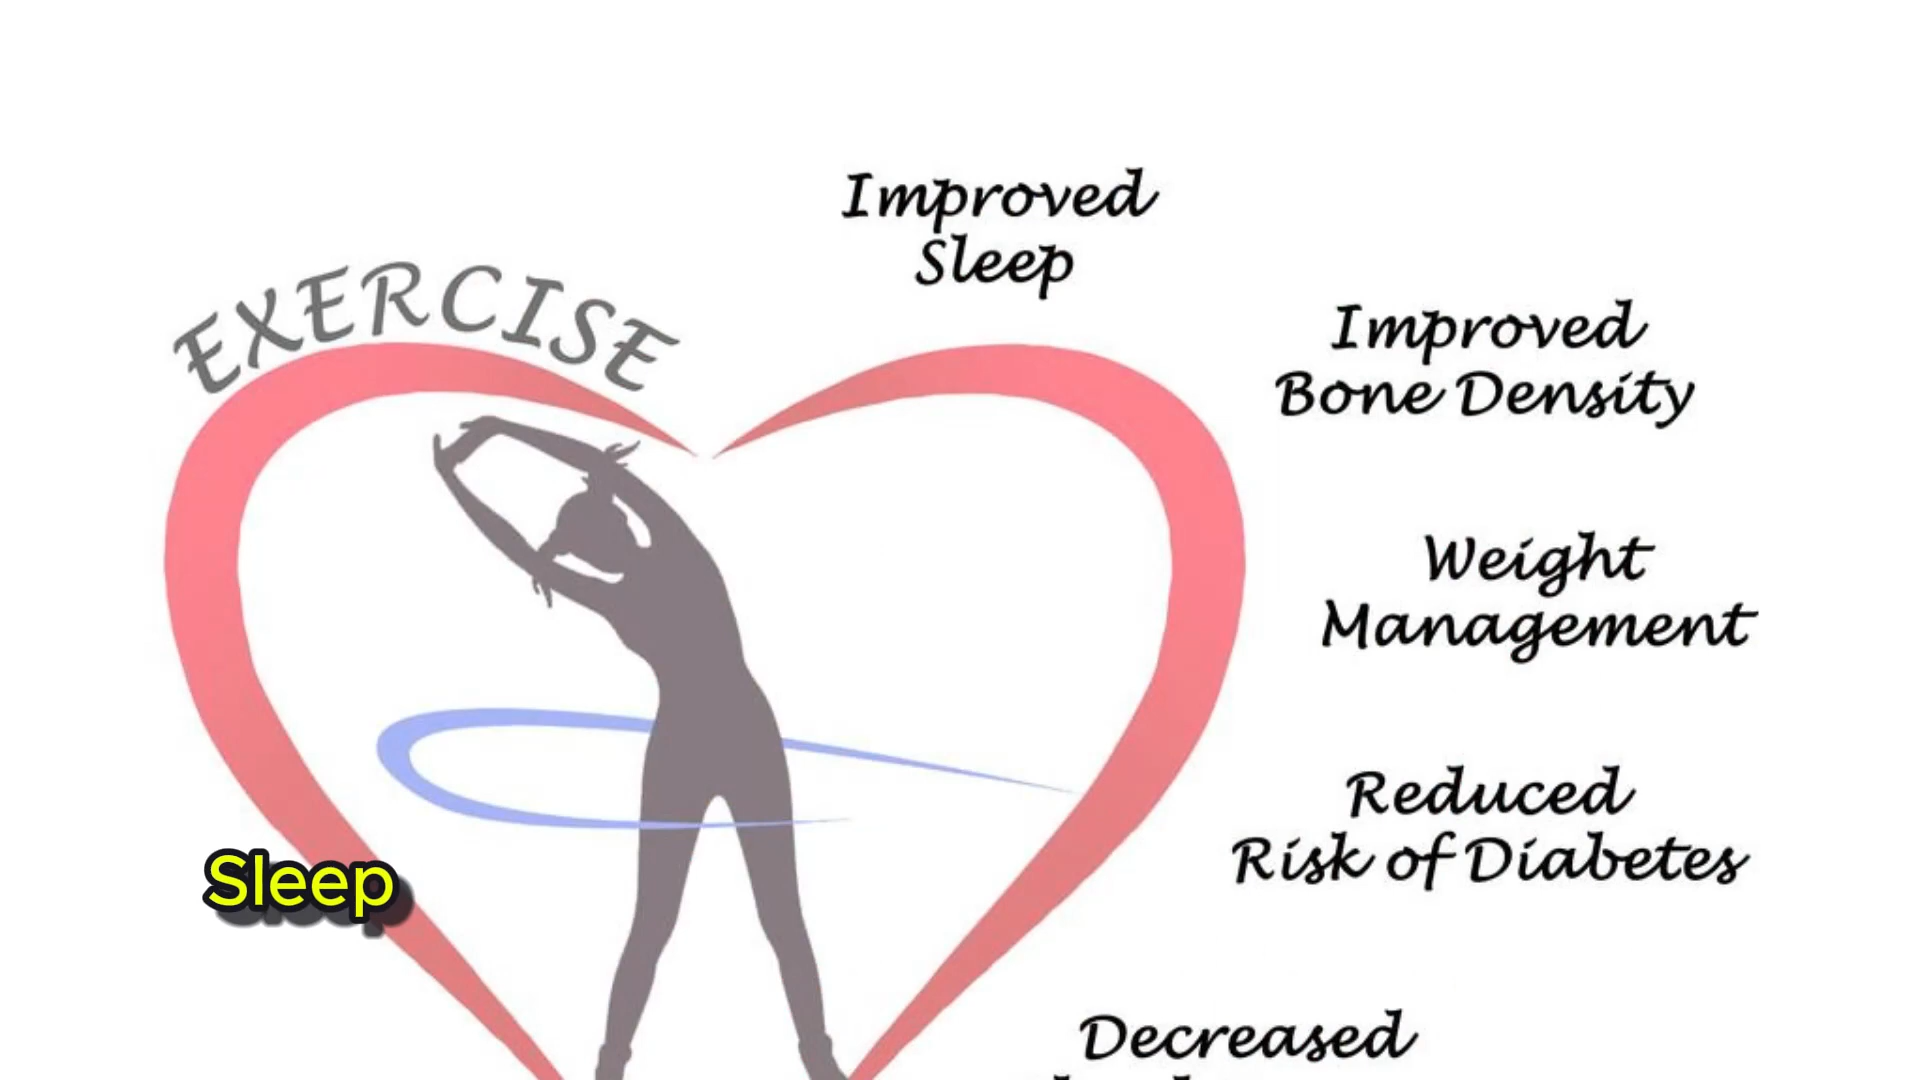 Improved
Sleep
EXERCISE
Improved
Bone Density
Weight
Management
Reduced
Risk of Diabetes
Sleep
Decreased